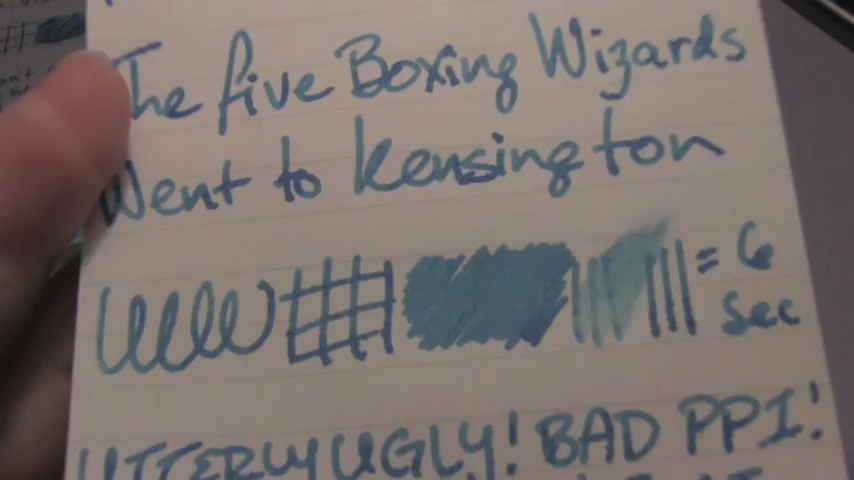 The five Boxing Wizards
Went to Kensington
= 6
sec
UTTERLY UGLY! BAD PPI!